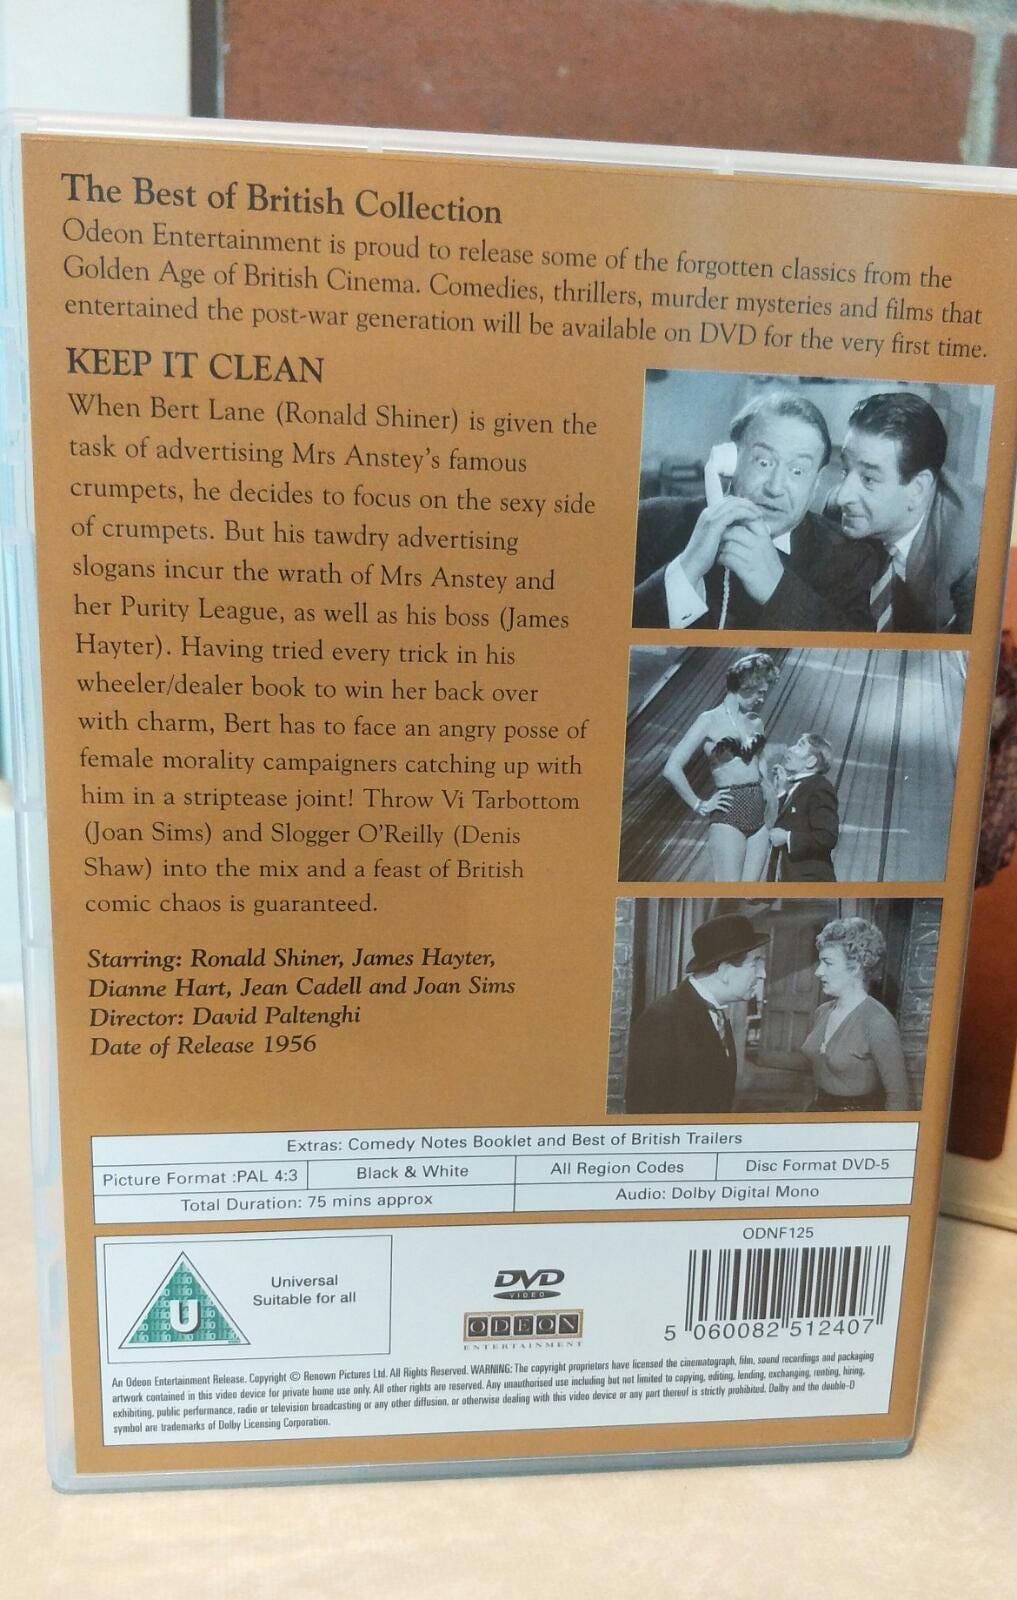 The Best of British Collection
Odeon Entertainment is proud to release some of the forgotten classics from the
Golden Age of British Cinema. Comedies, thrillers, murder mysteries and films that
entertained the post-war generation will be available on DVD for the very first time.
KEEP IT CLEAN
When Bert Lane (Ronald Shiner) is given the
task of advertising Mrs Anstey's famous
crumpets, he decides to focus on the sexy side
of crumpets. But his tawdry advertising
slogans incur the wrath of Mrs Anstey and
her Purity League, as well as his boss (James
Hayter). Having tried every trick in his
wheeler/dealer book to win her back over
with charm, Bert has to face an angry posse of
female morality campaigners catching up with
him in a striptease joint! Throw Vi Tarbottom
(Joan Sims) and Slogger O'Reilly (Denis
Shaw) into the mix and a feast of British
comic chaos is guaranteed.
Starring: Ronald Shiner, James Hayter,
Dianne Hart, Jean Cadell and Joan Sims
Director: David Paltenghi
Date of Release 1956
Extras: Comedy Notes Booklet and Best of British Trailers
Picture Format :PAL 4:3 Black & White All Region Codes Disc Format DVD-5
Total Duration: 75 mins approx Audio: Dolby Digital Mono
U
Universal
Suitable for all
DVD
VIDEO
ODEON
ENTERTAINMENT
ODNF125
5 060082 512407
An Odeon Entertainment Release. Copyright © Renown Pictures Ltd. All Rights Reserved. WARNING: The copyright proprietors have licensed the cinematograph, film, sound recordings and packaging
artwork contained in this video device for private home use only. All other rights are reserved. Any unauthorised use including but not limited to copying, editing, lending, exchanging, renting, hiring,
exhibiting, public performance, radio or television broadcasting or any other diffusion, or otherwise dealing with this video device or any part thereof is strictly prohibited. Dolby and the double-D
symbol are trademarks of Dolby Licensing Corporation.